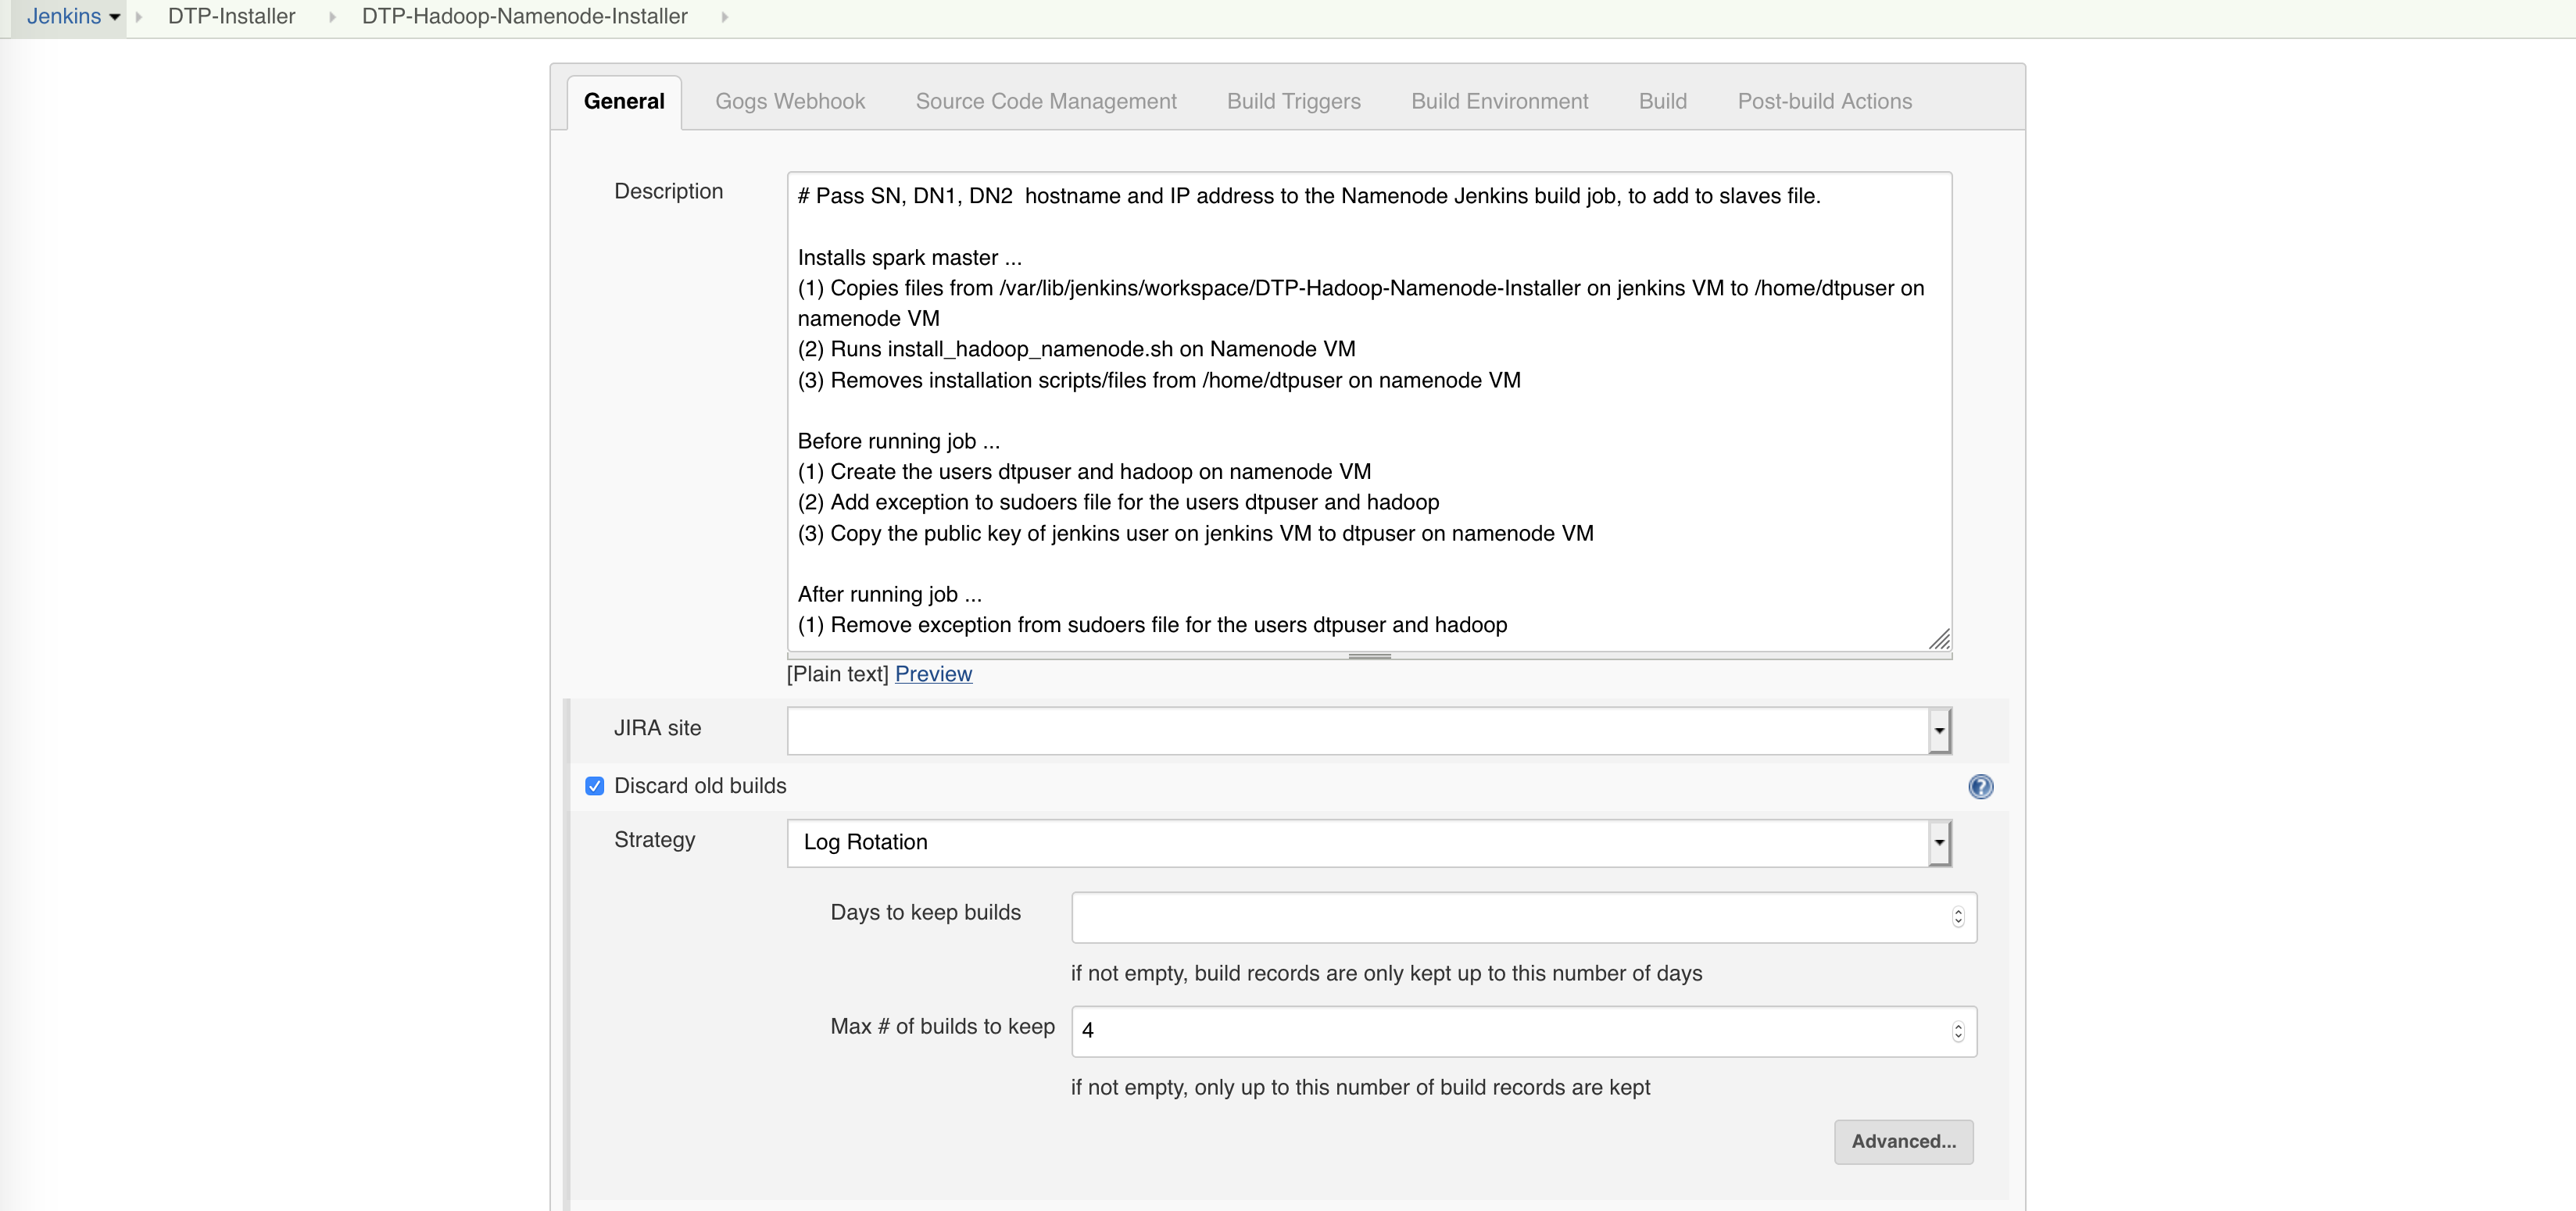 Jenkins DTP-Installer DTP-Hadoop-Namenode-Installer
General Gogs Webhook Source Code Management Build Triggers Build Environment Build Post-build Actions
Description
# Pass SN, DN1, DN2  hostname and IP address to the Namenode Jenkins build job, to add to slaves file.
Installs spark master ...
(1) Copies files from /var/lib/jenkins/workspace/DTP-Hadoop-Namenode-Installer on jenkins VM to /home/dtpuser on
namenode VM
(2) Runs install_hadoop_namenode.sh on Namenode VM
(3) Removes installation scripts/files from /home/dtpuser on namenode VM
Before running job ...
(1) Create the users dtpuser and hadoop on namenode VM
(2) Add exception to sudoers file for the users dtpuser and hadoop
(3) Copy the public key of jenkins user on jenkins VM to dtpuser on namenode VM
After running job ...
(1) Remove exception from sudoers file for the users dtpuser and hadoop
[Plain text] Preview
JIRA site
Discard old builds
?
Strategy Log Rotation
Days to keep builds
if not empty, build records are only kept up to this number of days
Max # of builds to keep 4
if not empty, only up to this number of build records are kept
Advanced...